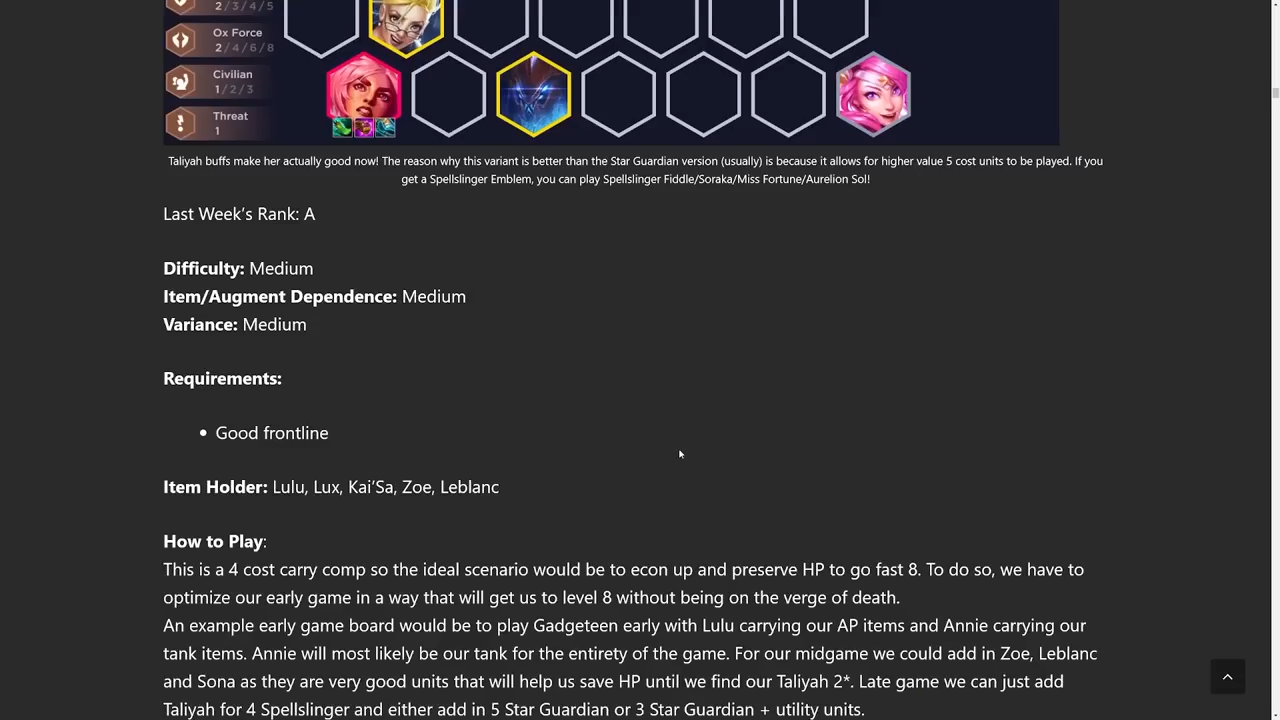 2/3/4/5
Ox Force
2/4/6/8
Civilian
1/2/3
Threat
1
Taliyah buffs make her actually good now! The reason why this variant is better than the Star Guardian version (usually) is because it allows for higher value 5 cost units to be played. If you
get a Spellslinger Emblem, you can play Spellslinger Fiddle/Soraka/Miss Fortune/Aurelion Sol!
Last Week’s Rank: A
Difficulty: Medium
Item/Augment Dependence: Medium
Variance: Medium
Requirements:
• Good frontline
Item Holder: Lulu, Lux, Kai’Sa, Zoe, Leblanc
How to Play:
This is a 4 cost carry comp so the ideal scenario would be to econ up and preserve HP to go fast 8. To do so, we have to
optimize our early game in a way that will get us to level 8 without being on the verge of death.
An example early game board would be to play Gadgeteen early with Lulu carrying our AP items and Annie carrying our
tank items. Annie will most likely be our tank for the entirety of the game. For our midgame we could add in Zoe, Leblanc
and Sona as they are very good units that will help us save HP until we find our Taliyah 2*. Late game we can just add
Taliyah for 4 Spellslinger and either add in 5 Star Guardian or 3 Star Guardian + utility units.